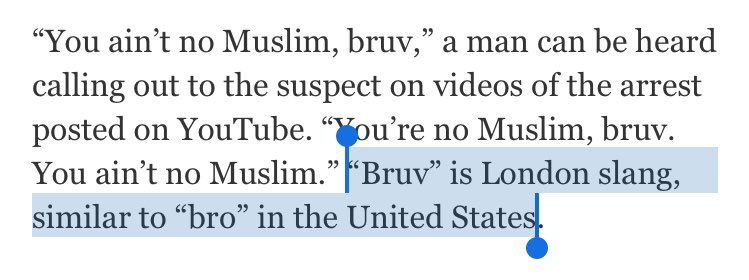 “You ain’t no Muslim, bruv,” a man can be heard
calling out to the suspect on videos of the arrest
posted on YouTube. “You’re no Muslim, bruv.
You ain’t no Muslim.” “Bruv” is London slang,
similar to “bro” in the United States.